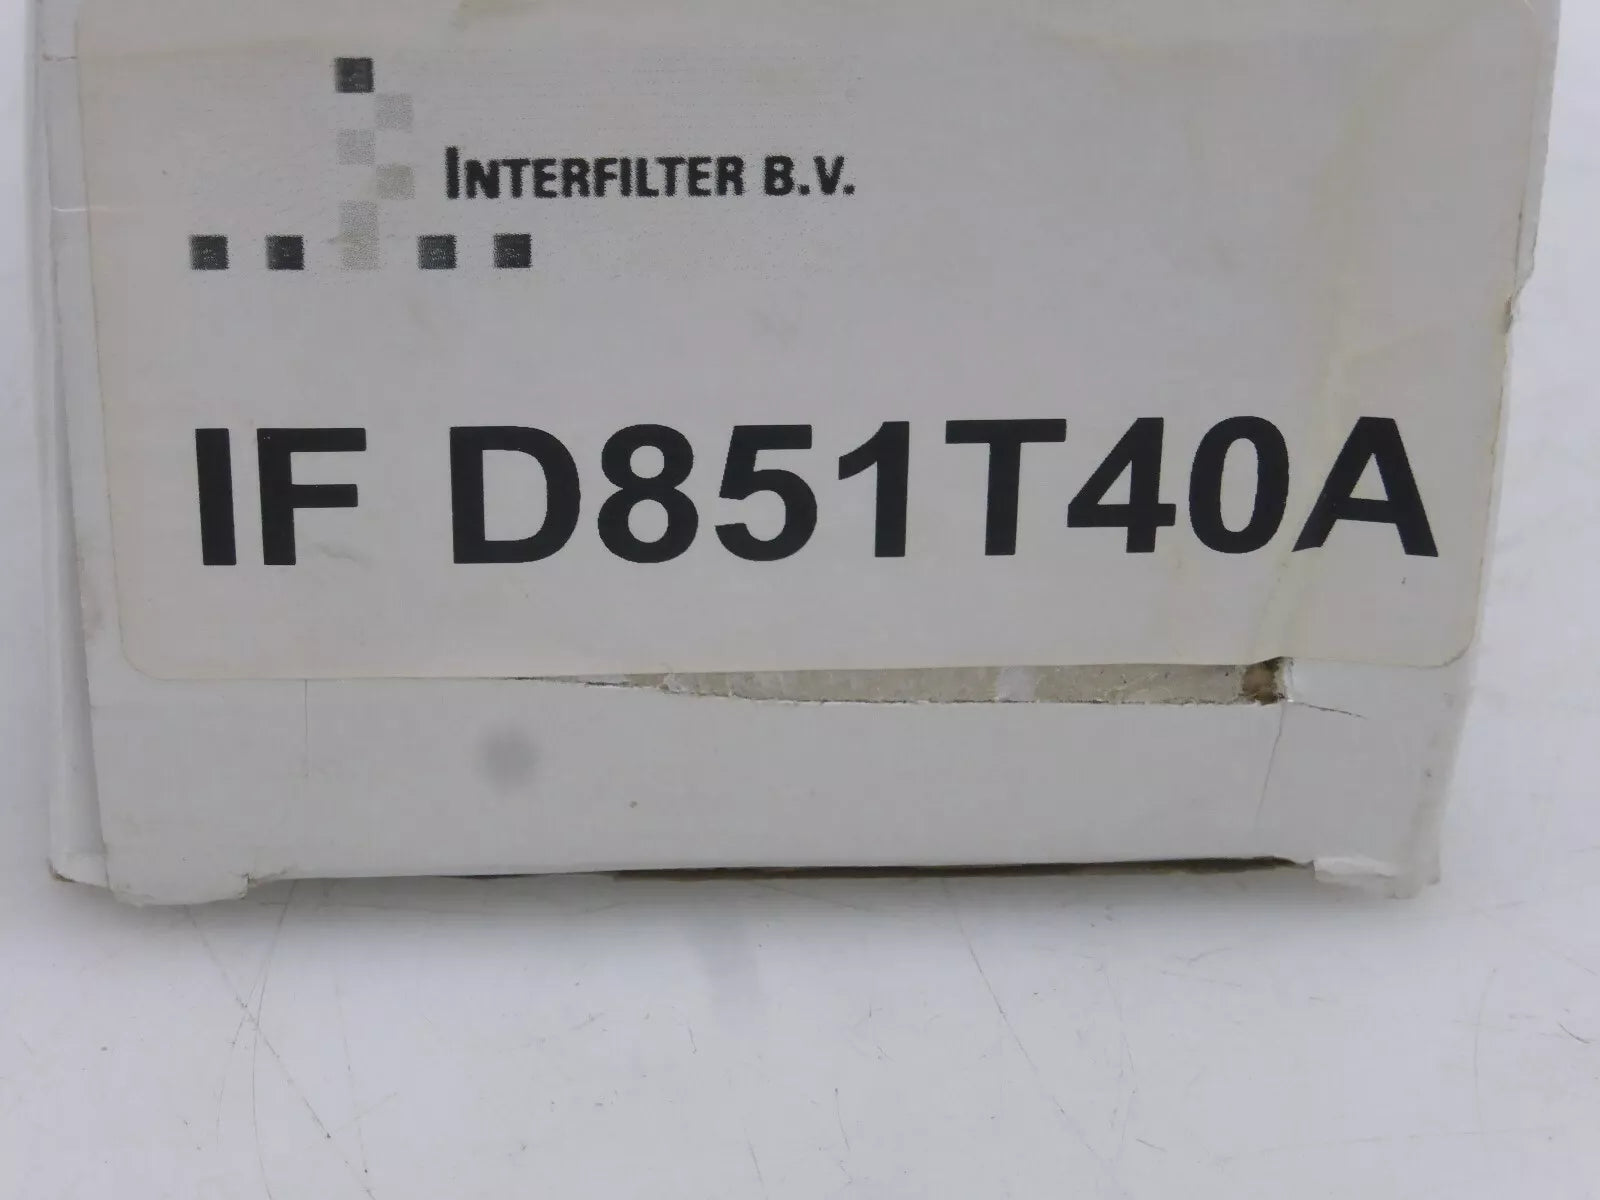 INTERFILTER B.V.
IF D851T40A